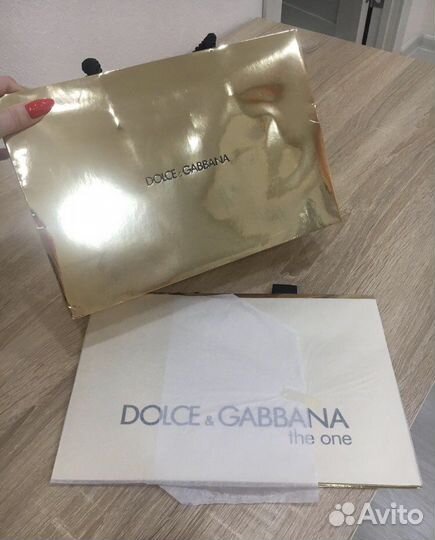 DOLCE & GABBANA
DOLCE & GABBANA
the one
Avito